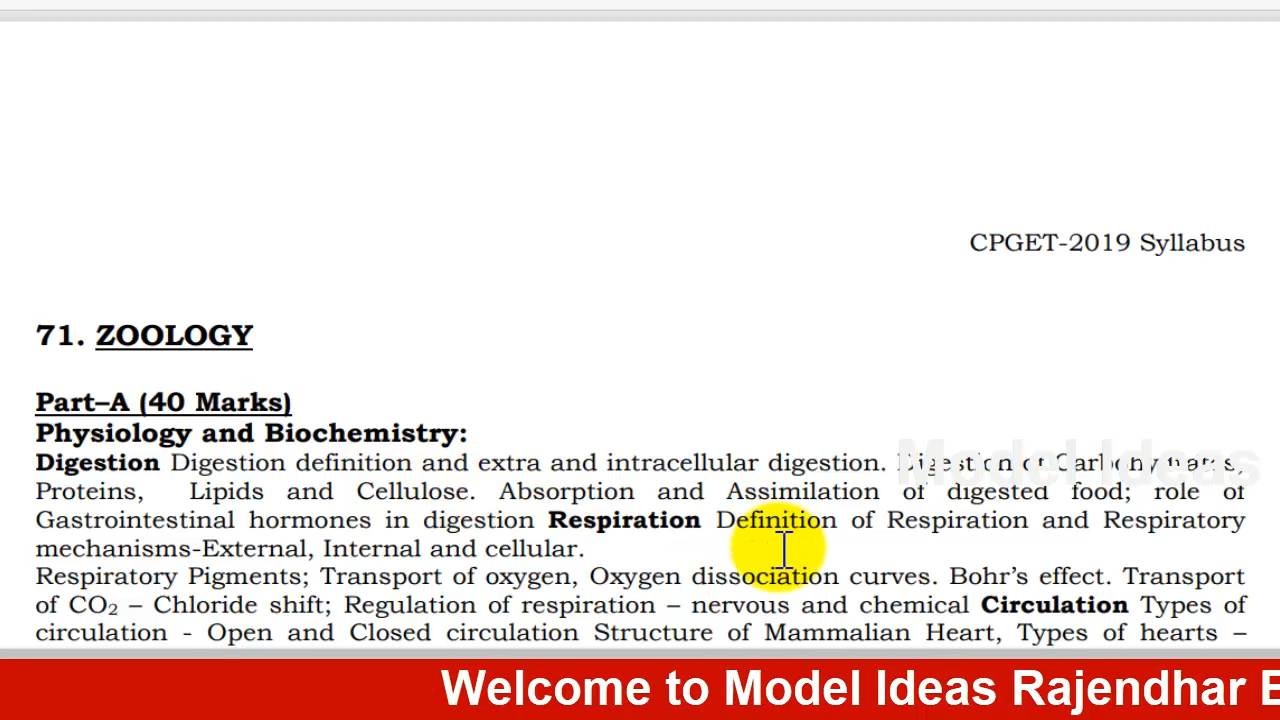 CPGET-2019 Syllabus
71. ZOOLOGY
Part–A (40 Marks)
Physiology and Biochemistry:
Digestion Digestion definition and extra and intracellular digestion. Digestion of Carbohydrates,
Proteins, Lipids and Cellulose. Absorption and Assimilation of digested food; role of
Gastrointestinal hormones in digestion Respiration Definition of Respiration and Respiratory
mechanisms-External, Internal and cellular.
Respiratory Pigments; Transport of oxygen, Oxygen dissociation curves. Bohr's effect. Transport
of CO₂ – Chloride shift; Regulation of respiration – nervous and chemical Circulation Types of
circulation - Open and Closed circulation Structure of Mammalian Heart, Types of hearts –
Model Ideas
Welcome to Model Ideas Rajendhar